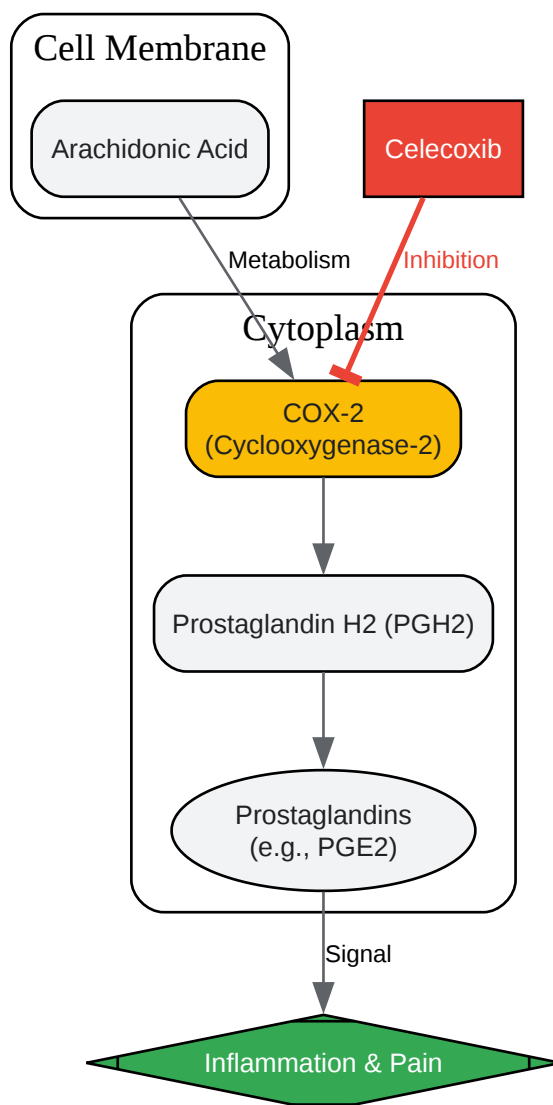 Cell Membrane
Arachidonic Acid
Celecoxib
Metabolism
Inhibition
Cytoplasm
COX-2
(Cyclooxygenase-2)
Prostaglandin H2 (PGH2)
Prostaglandins
(e.g., PGE2)
Signal
Inflammation & Pain